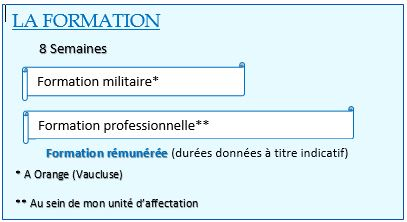 LA FORMATION
8 Semaines
Formation militaire*
Formation professionnelle**
Formation rémunérée (durées données à titre indicatif)
* A Orange (Vaucluse)
** Au sein de mon unité d’affectation